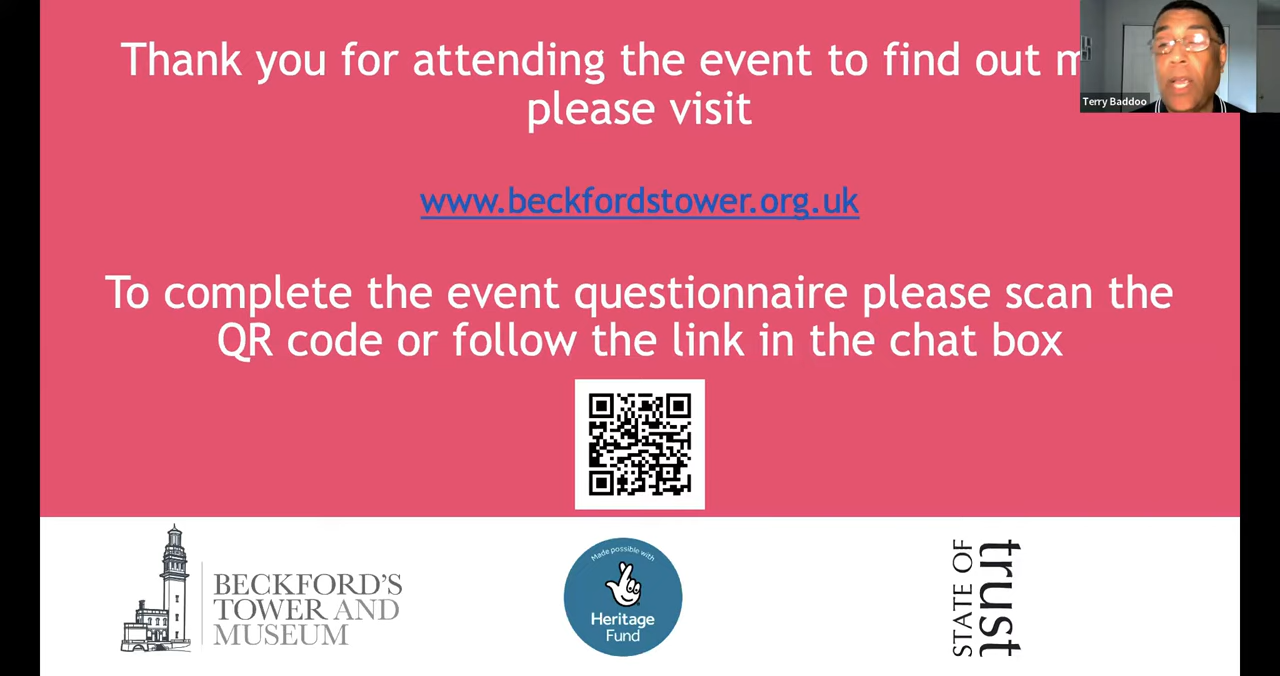 Thank you for attending the event to find out
please visit
Terry Baddoo
www.beckfordstower.org.uk
To complete the event questionnaire please scan the
QR code or follow the link in the chat box
BECKFORD'S
TOWER AND
MUSEUM
Made possible with
Heritage
Fund
STATE OF
trust